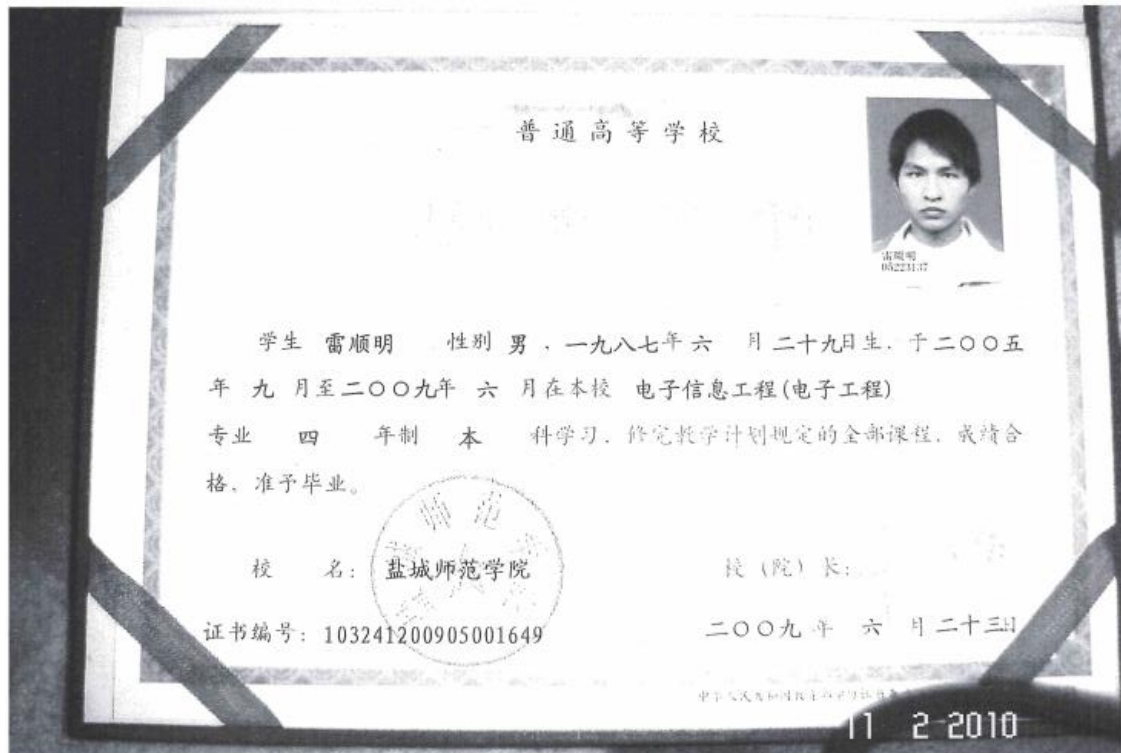 普通高等学校
雷顺明
05223137
学生 雷顺明 性别 男 ,一九八七年 六 月 二十九日生,于二〇〇五
年 九 月至二〇〇九年 六 月在本校 电子信息工程(电子工程)
专业 四 年制 本 科学习,修完教学计划规定的全部课程,成绩合
格,准予毕业。
师范
校 名: 盐城师范学院
校(院)长:
证书编号: 103241200905001649
二〇〇九 年 六 月 二十三日
11 2 2010